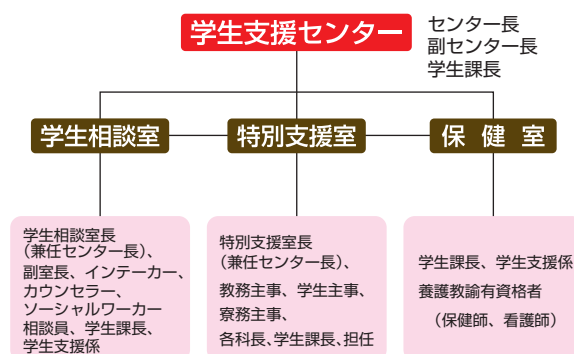 学生支援センター
センター長
副センター長
学生課長
学生相談室
特別支援室
保健室
学生相談室長
(兼任センター長)、
副室長、インテーカー、
カウンセラー、
ソーシャルワーカー
相談員、学生課長、
学生支援係
特別支援室長
(兼任センター長)、
教務主事、学生主事、
寮務主事、
各科長、学生課長、担任
学生課長、学生支援係
養護教諭有資格者
(保健師、看護師)